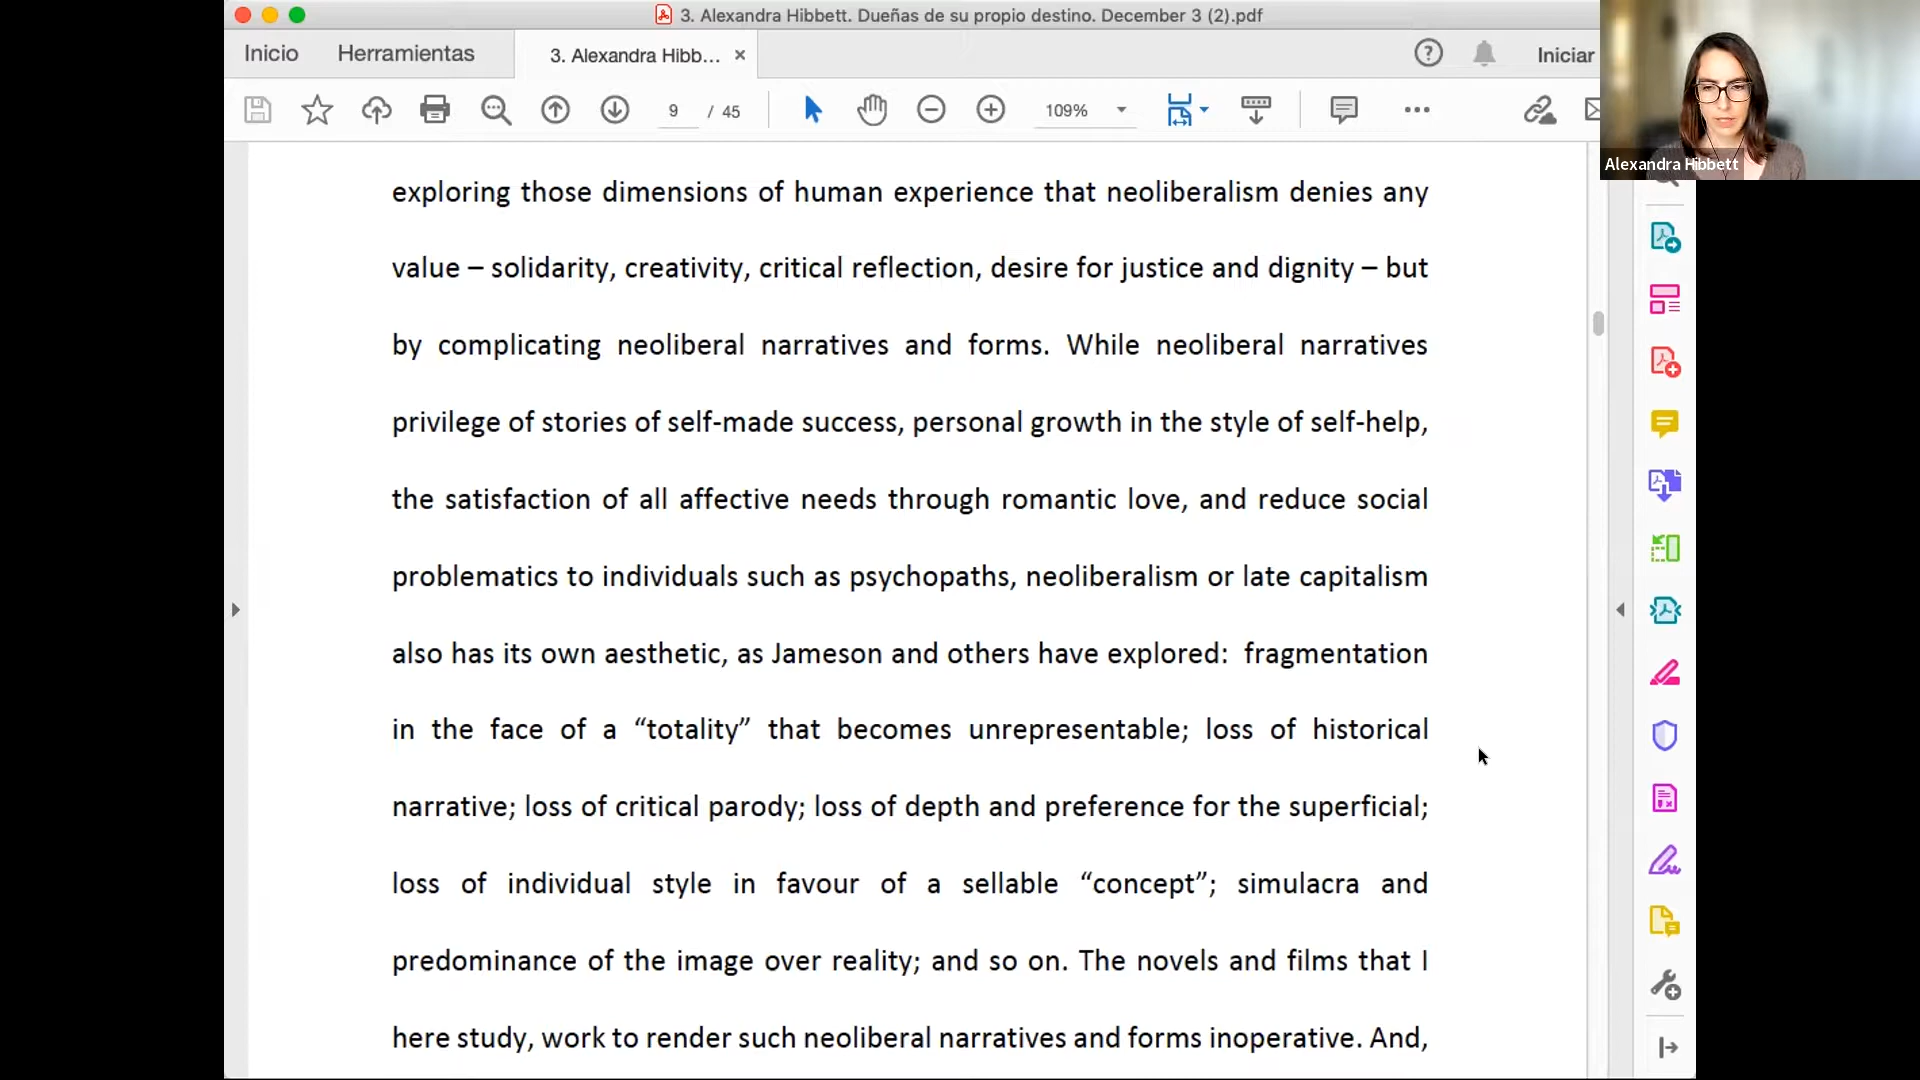 3. Alexandra Hibbett. Dueñas de su propio destino. December 3 (2).pdf
Inicio Herramientas 3. Alexandra Hibb... × Iniciar
9 / 45 109%
Alexandra Hibbett
exploring those dimensions of human experience that neoliberalism denies any
value – solidarity, creativity, critical reflection, desire for justice and dignity – but
by complicating neoliberal narratives and forms. While neoliberal narratives
privilege of stories of self-made success, personal growth in the style of self-help,
the satisfaction of all affective needs through romantic love, and reduce social
problematics to individuals such as psychopaths, neoliberalism or late capitalism
also has its own aesthetic, as Jameson and others have explored: fragmentation
in the face of a “totality” that becomes unrepresentable; loss of historical
narrative; loss of critical parody; loss of depth and preference for the superficial;
loss of individual style in favour of a sellable “concept”; simulacra and
predominance of the image over reality; and so on. The novels and films that I
here study, work to render such neoliberal narratives and forms inoperative. And,